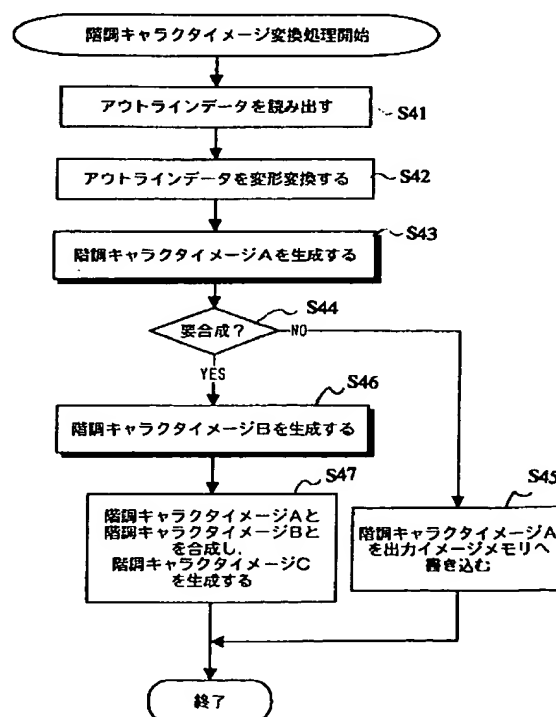 階調キャラクタイメージ変換処理開始
アウトラインデータを読み出す
S41
アウトラインデータを変形変換する
S42
階調キャラクタイメージAを生成する
S43
要合成？
S44
NO
YES
階調キャラクタイメージBを生成する
S46
階調キャラクタイメージAと
階調キャラクタイメージBと
を合成し,
階調キャラクタイメージC
を生成する
S47
階調キャラクタイメージA
を出力イメージメモリへ
書き込む
S45
終了